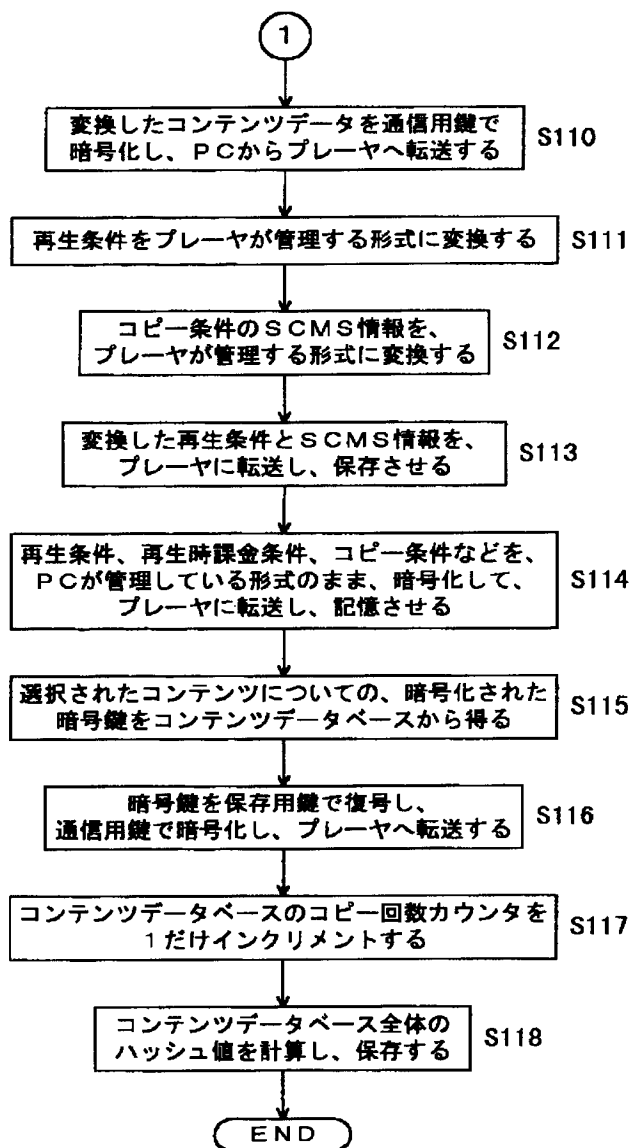 1
変換したコンテンツデータを通信用鍵で
暗号化し、PCからプレーヤへ転送する
S110
再生条件をプレーヤが管理する形式に変換する
S111
コピー条件のSCMS情報を、
プレーヤが管理する形式に変換する
S112
変換した再生条件とSCMS情報を、
プレーヤに転送し、保存させる
S113
再生条件、再生時課金条件、コピー条件などを、
PCが管理している形式のまま、暗号化して、
プレーヤに転送し、記憶させる
S114
選択されたコンテンツについての、暗号化された
暗号鍵をコンテンツデータベースから得る
S115
暗号鍵を保存用鍵で復号し、
通信用鍵で暗号化し、プレーヤへ転送する
S116
コンテンツデータベースのコピー回数カウンタを
1だけインクリメントする
S117
コンテンツデータベース全体の
ハッシュ値を計算し、保存する
S118
END